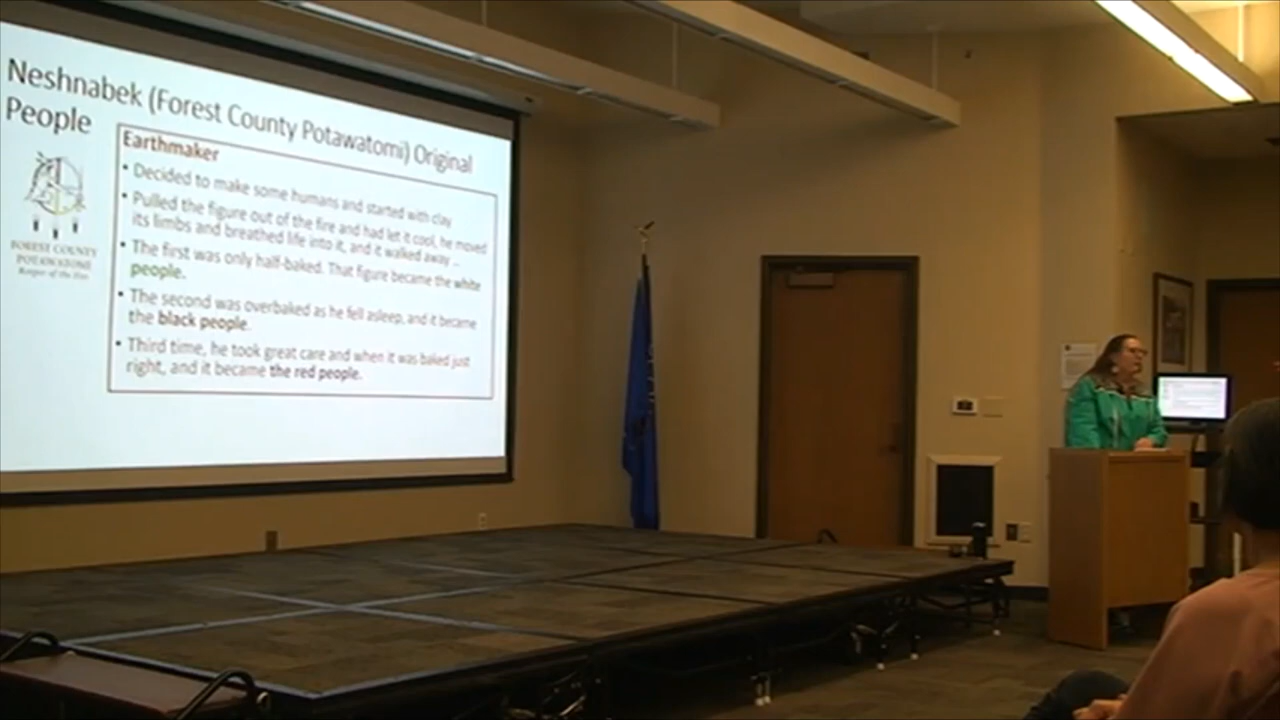 Neshnabek (Forest County Potawatomi) Original
People
Earthmaker
• Decided to make some humans and started with clay
• Pulled the figure out of the fire and had let it cool, he moved
its limbs and breathed life into it, and it walked away ...
• The first was only half-baked. That figure became the white
people.
• The second was overbaked as he fell asleep, and it became
the black people.
• Third time, he took great care and when it was baked just
right, and it became the red people.
FOREST COUNTY
POTAWATOMI
Keeper of the Fire